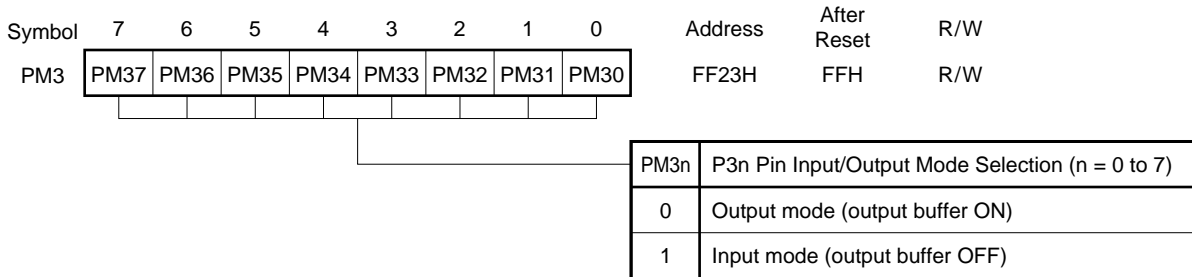 Symbol 7 6 5 4 3 2 1 0 Address After Reset R/W
PM3 PM37 PM36 PM35 PM34 PM33 PM32 PM31 PM30 FF23H FFH R/W
PM3n P3n Pin Input/Output Mode Selection (n = 0 to 7)
0 Output mode (output buffer ON)
1 Input mode (output buffer OFF)